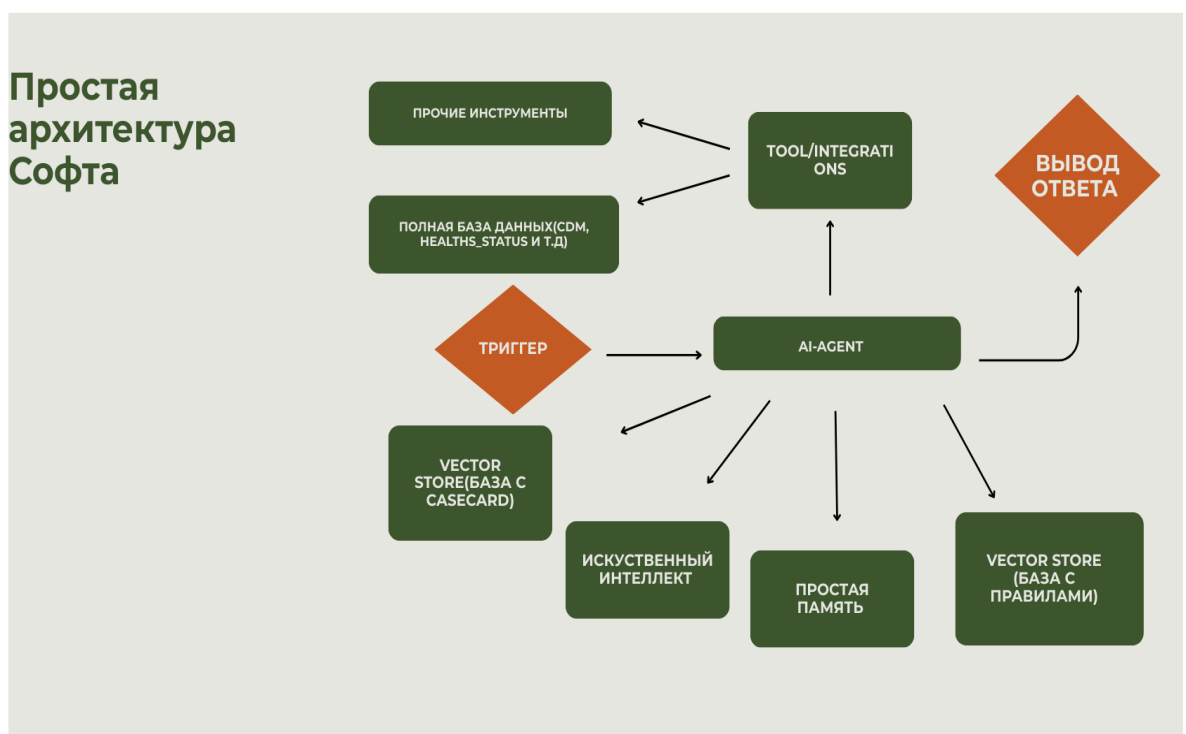 Простая
архитектура
Софта
ПРОЧИЕ ИНСТРУМЕНТЫ
TOOL/INTEGRATI
ONS
ВЫВОД
ОТВЕТА
ПОЛНАЯ БАЗА ДАННЫХ(CDM,
HEALTHS_STATUS И Т.Д)
ТРИГГЕР
AI-AGENT
VECTOR
STORE(БАЗА С
CASECARD)
ИСКУСТВЕННЫЙ
ИНТЕЛЛЕКТ
ПРОСТАЯ
ПАМЯТЬ
VECTOR STORE
(БАЗА С
ПРАВИЛАМИ)